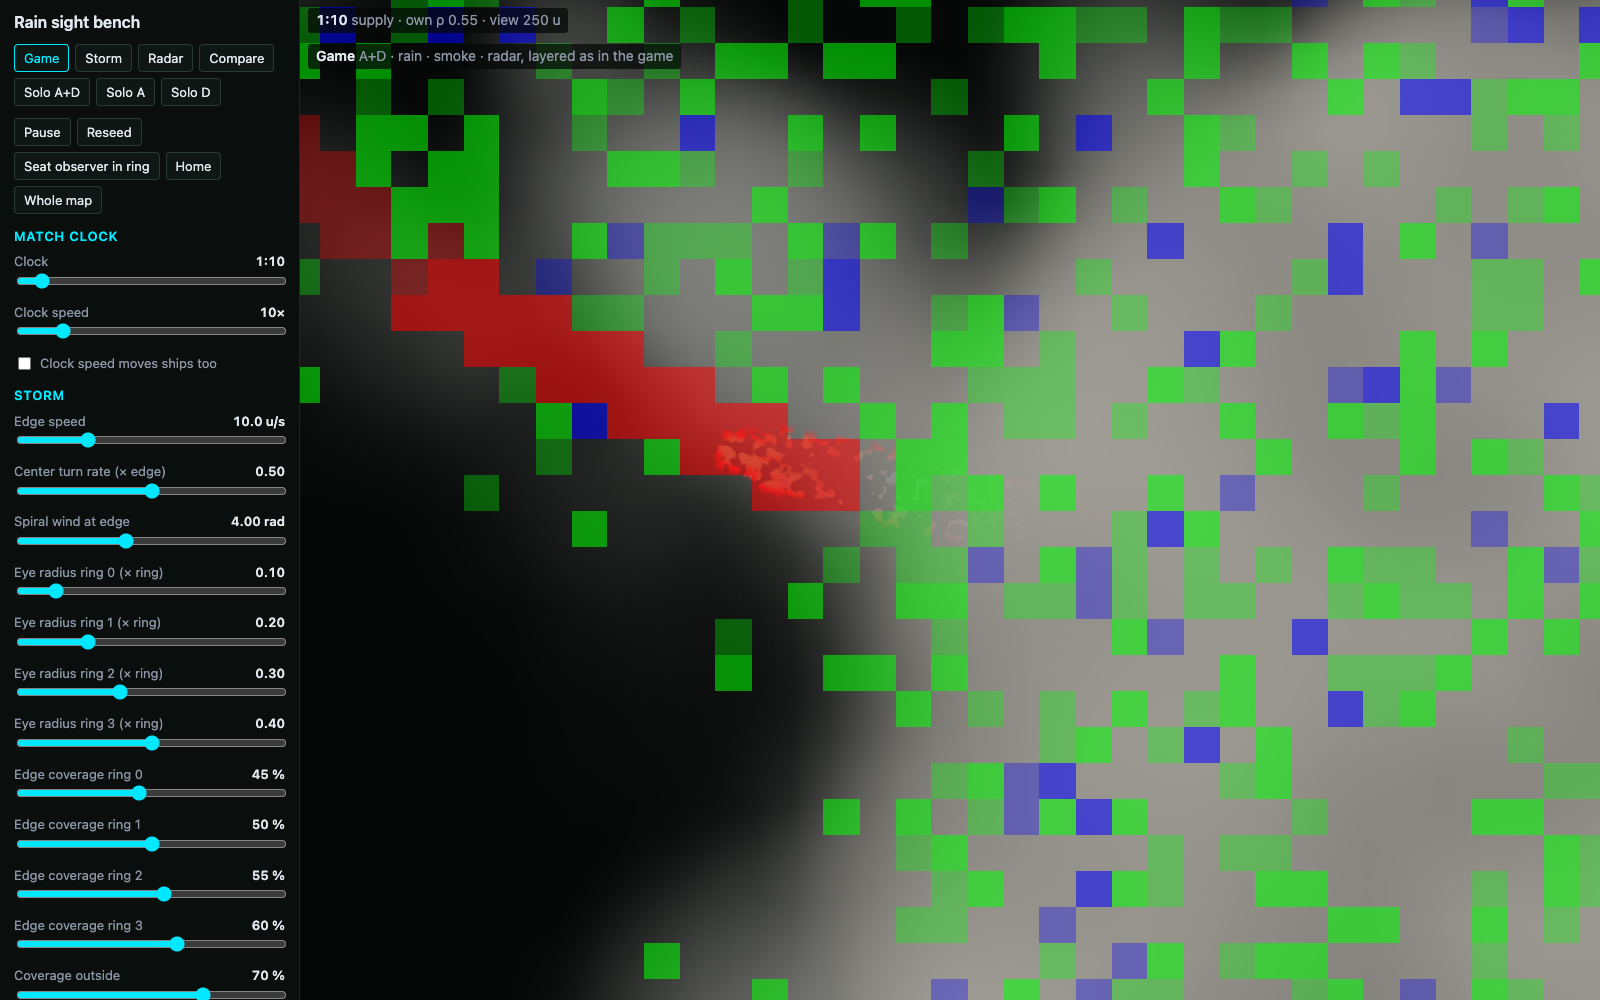 Rain sight bench
Game Storm Radar Compare
Solo A+D Solo A Solo D
Pause Reseed
Seat observer in ring Home
Whole map
MATCH CLOCK
Clock 1:10
Clock speed 10×
Clock speed moves ships too
STORM
Edge speed 10.0 u/s
Center turn rate (× edge) 0.50
Spiral wind at edge 4.00 rad
Eye radius ring 0 (× ring) 0.10
Eye radius ring 1 (× ring) 0.20
Eye radius ring 2 (× ring) 0.30
Eye radius ring 3 (× ring) 0.40
Edge coverage ring 0 45 %
Edge coverage ring 1 50 %
Edge coverage ring 2 55 %
Edge coverage ring 3 60 %
Coverage outside 70 %
1:10 supply · own ρ 0.55 · view 250 u
Game A+D · rain · smoke · radar, layered as in the game